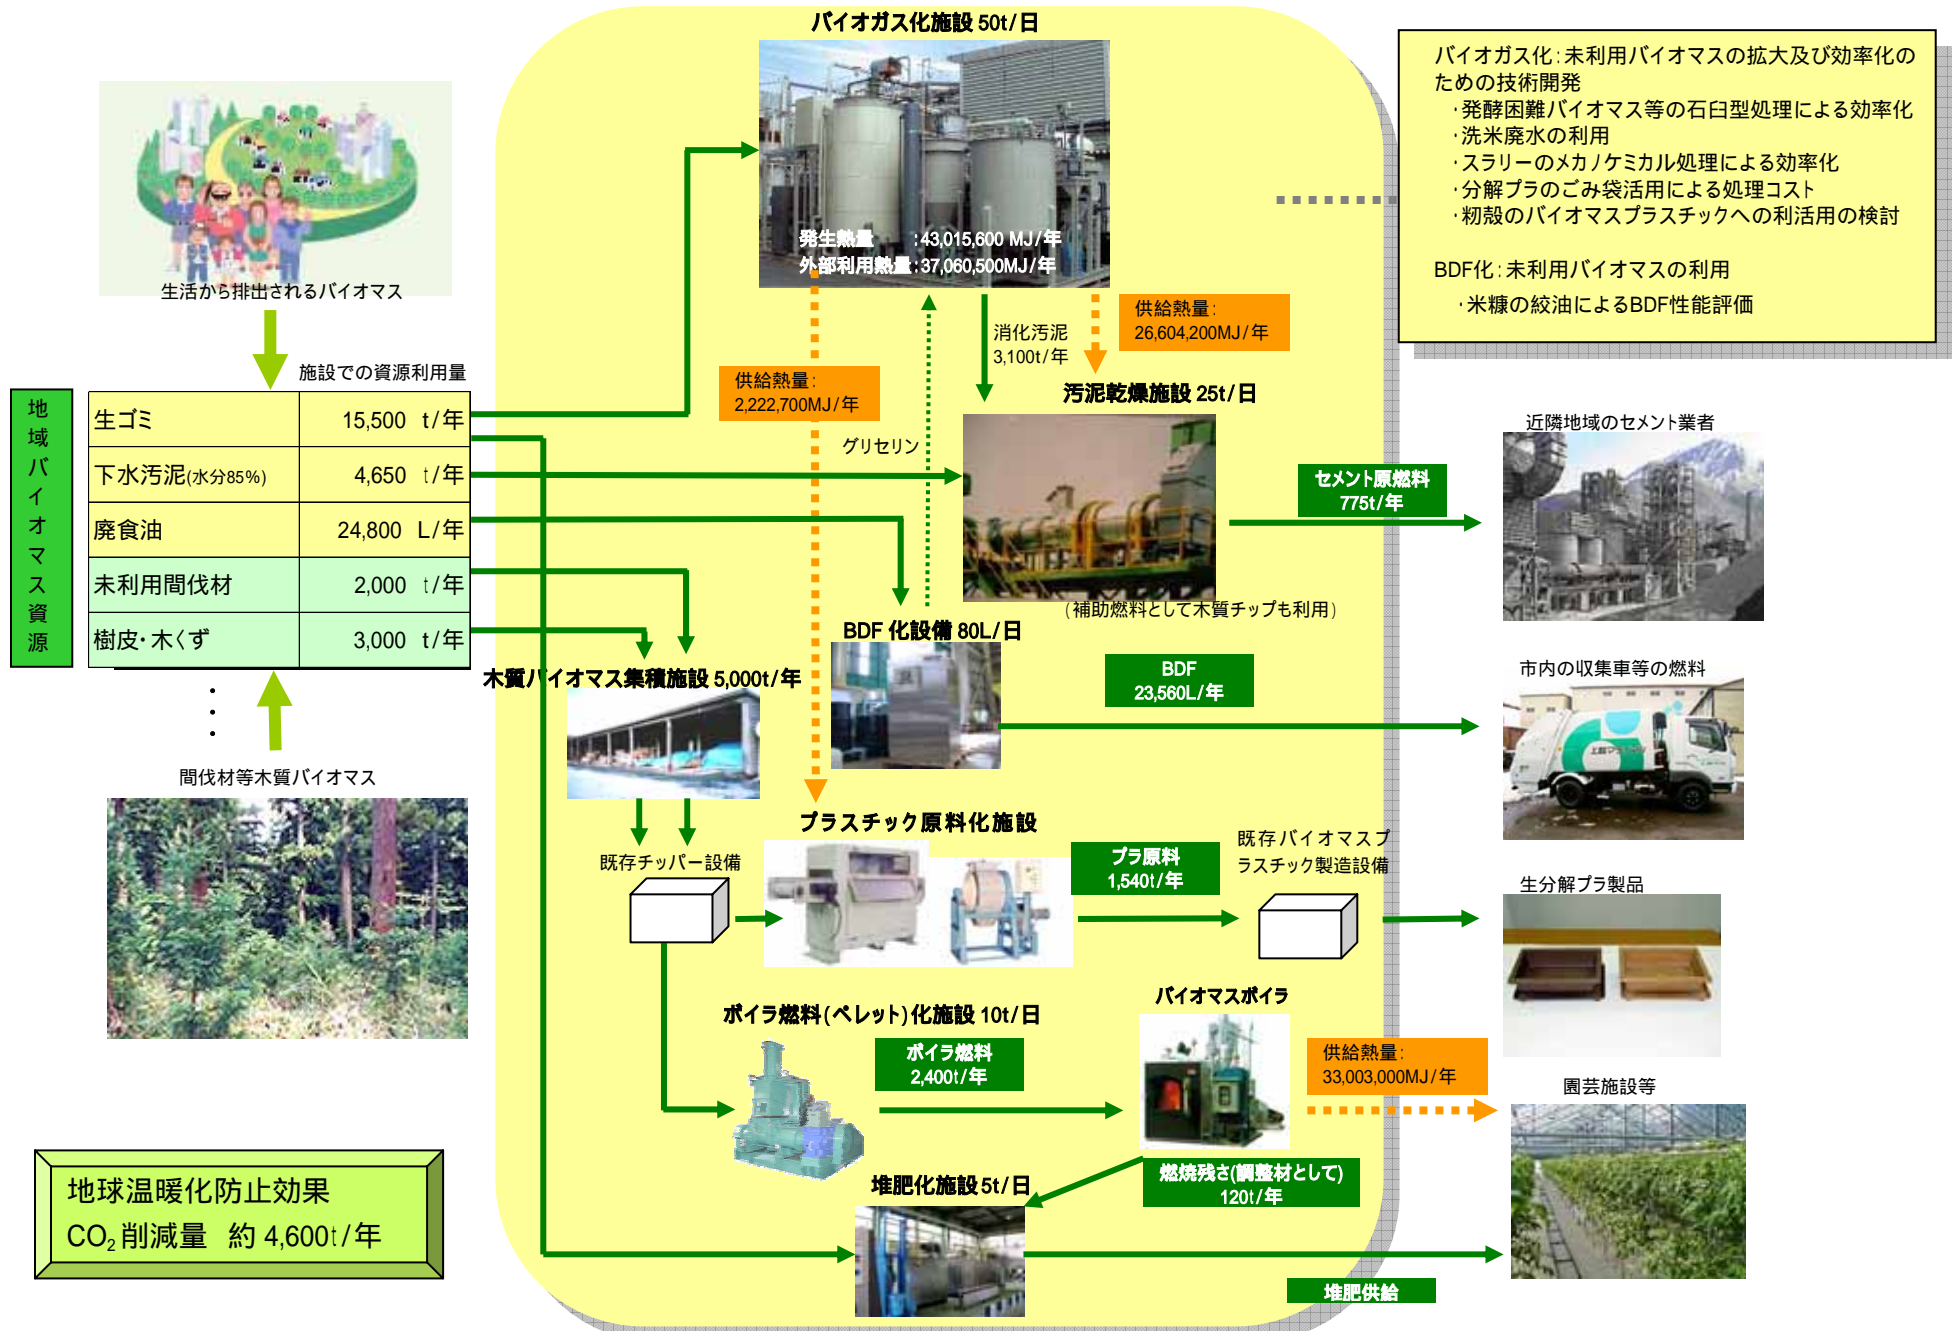 バイオガス化施設 50t/日
発生熱量 :43,015,600 MJ/年
外部利用熱量:37,060,500MJ/年
バイオガス化:未利用バイオマスの拡大及び効率化の
ための技術開発
・発酵困難バイオマス等の石臼型処理による効率化
・洗米廃水の利用
・スラリーのメカノケミカル処理による効率化
・分解プラのごみ袋活用による処理コスト
・籾殻のバイオマスプラスチックへの利活用の検討
BDF化:未利用バイオマスの利用
・米糠の絞油によるBDF性能評価
生活から排出されるバイオマス
施設での資源利用量
地域バイオマス資源
生ゴミ 15,500 t/年
下水汚泥(水分85%) 4,650 t/年
廃食油 24,800 L/年
未利用間伐材 2,000 t/年
樹皮・木くず 3,000 t/年
・
・
・
間伐材等木質バイオマス
地球温暖化防止効果
CO₂削減量 約 4,600t/年
供給熱量:
2,222,700MJ/年
グリセリン
消化汚泥
3,100t/年
供給熱量:
26,604,200MJ/年
汚泥乾燥施設 25t/日
(補助燃料として木質チップも利用)
セメント原燃料
775t/年
近隣地域のセメント業者
BDF 化設備 80L/日
BDF
23,560L/年
市内の収集車等の燃料
木質バイオマス集積施設 5,000t/年
既存チッパー設備
プラスチック原料化施設
プラ原料
1,540t/年
既存バイオマスプ
ラスチック製造設備
生分解プラ製品
ボイラ燃料(ペレット)化施設 10t/日
ボイラ燃料
2,400t/年
バイオマスボイラ
供給熱量:
33,003,000MJ/年
園芸施設等
燃焼残さ(調整材として)
120t/年
堆肥化施設 5t/日
堆肥供給